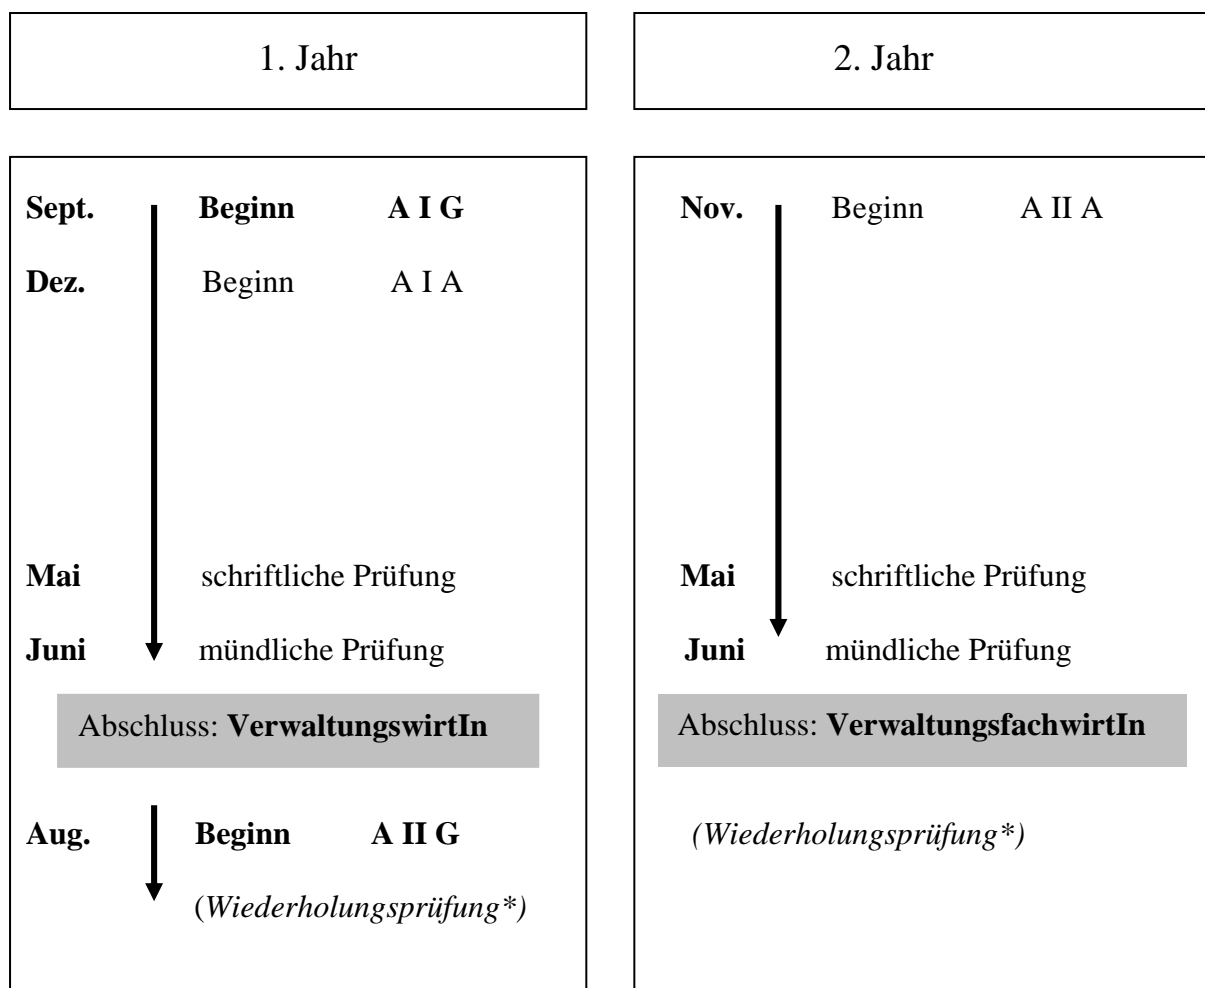 1. Jahr
Sept. Beginn A I G
Dez. Beginn A I A
Mai schriftliche Prüfung
Juni mündliche Prüfung
Abschluss: VerwaltungswirtIn
Aug. Beginn A II G
(Wiederholungsprüfung*)
2. Jahr
Nov. Beginn A II A
Mai schriftliche Prüfung
Juni mündliche Prüfung
Abschluss: VerwaltungsfachwirtIn
(Wiederholungsprüfung*)